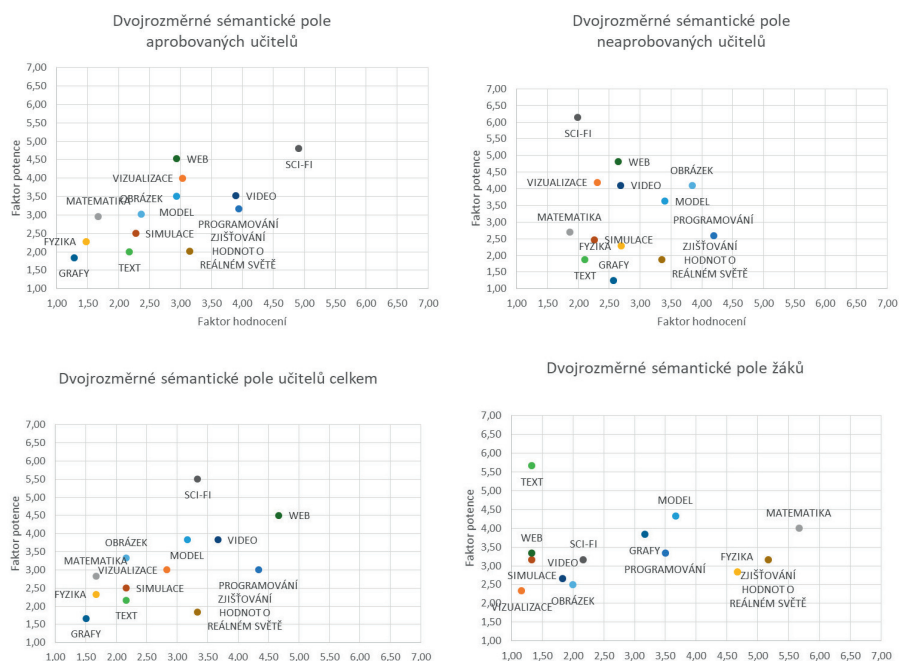 Dvojrozměrné sémantické pole
aprobovaných učitelů
7,00
6,50
6,00
5,50
5,00
4,50
4,00
3,50
3,00
2,50
2,00
1,50
1,00
Faktor potence
WEB
SCI-FI
VIZUALIZACE
MATEMATIKA
OBRÁZEK
VIDEO
MODEL
PROGRAMOVÁNÍ
FYZIKA
SIMULACE
ZJIŠŤOVÁNÍ
HODNOT O
REÁLNÉM SVĚTĚ
GRAFY
TEXT
1,00 1,50 2,00 2,50 3,00 3,50 4,00 4,50 5,00 5,50 6,00 6,50 7,00
Faktor hodnocení
Dvojrozměrné sémantické pole
neaprobovaných učitelů
7,00
6,50
6,00
5,50
5,00
4,50
4,00
3,50
3,00
2,50
2,00
1,50
1,00
Faktor potence
SCI-FI
WEB
OBRÁZEK
VIZUALIZACE
VIDEO
MODEL
MATEMATIKA
PROGRAMOVÁNÍ
SIMULACE
FYZIKA
ZJIŠŤOVÁNÍ
HODNOT O
REÁLNÉM SVĚTĚ
TEXT
GRAFY
1,00 1,50 2,00 2,50 3,00 3,50 4,00 4,50 5,00 5,50 6,00 6,50 7,00
Faktor hodnocení
Dvojrozměrné sémantické pole učitelů celkem
7,00
6,50
6,00
5,50
5,00
4,50
4,00
3,50
3,00
2,50
2,00
1,50
1,00
Faktor potence
SCI-FI
WEB
OBRÁZEK
VIDEO
MATEMATIKA
MODEL
VIZUALIZACE
FYZIKA
SIMULACE
PROGRAMOVÁNÍ
ZJIŠŤOVÁNÍ
HODNOT O
REÁLNÉM SVĚTĚ
TEXT
GRAFY
1,00 1,50 2,00 2,50 3,00 3,50 4,00 4,50 5,00 5,50 6,00 6,50 7,00
Dvojrozměrné sémantické pole žáků
7,00
6,50
6,00
5,50
5,00
4,50
4,00
3,50
3,00
2,50
2,00
1,50
1,00
Faktor potence
TEXT
MODEL
MATEMATIKA
WEB
SCI-FI
GRAFY
VIDEO
PROGRAMOVÁNÍ
FYZIKA
SIMULACE
ZJIŠŤOVÁNÍ
HODNOT O
REÁLNÉM SVĚTĚ
VIZUALIZACE
OBRÁZEK
1,00 1,50 2,00 2,50 3,00 3,50 4,00 4,50 5,00 5,50 6,00 6,50 7,00